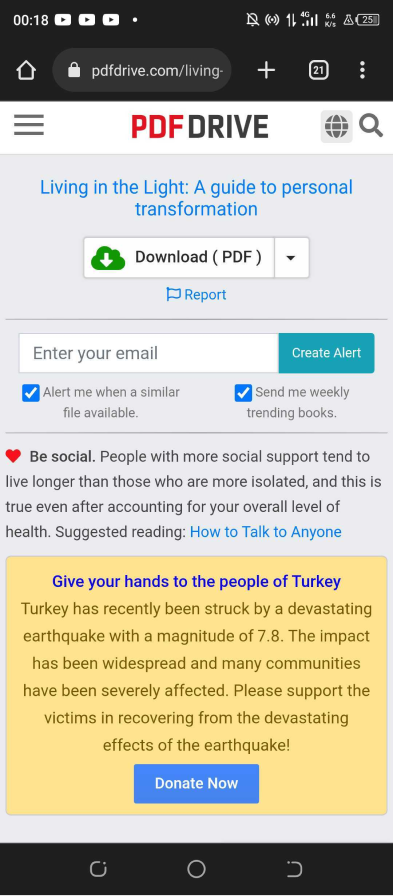 00:18
4G 6.6 K/s 25
pdfdrive.com/living-
21
PDF DRIVE
Living in the Light: A guide to personal
transformation
Download ( PDF )
Report
Enter your email
Create Alert
Alert me when a similar
file available.
Send me weekly
trending books.
Be social. People with more social support tend to
live longer than those who are more isolated, and this is
true even after accounting for your overall level of
health. Suggested reading: How to Talk to Anyone
Give your hands to the people of Turkey
Turkey has recently been struck by a devastating
earthquake with a magnitude of 7.8. The impact
has been widespread and many communities
have been severely affected. Please support the
victims in recovering from the devastating
effects of the earthquake!
Donate Now